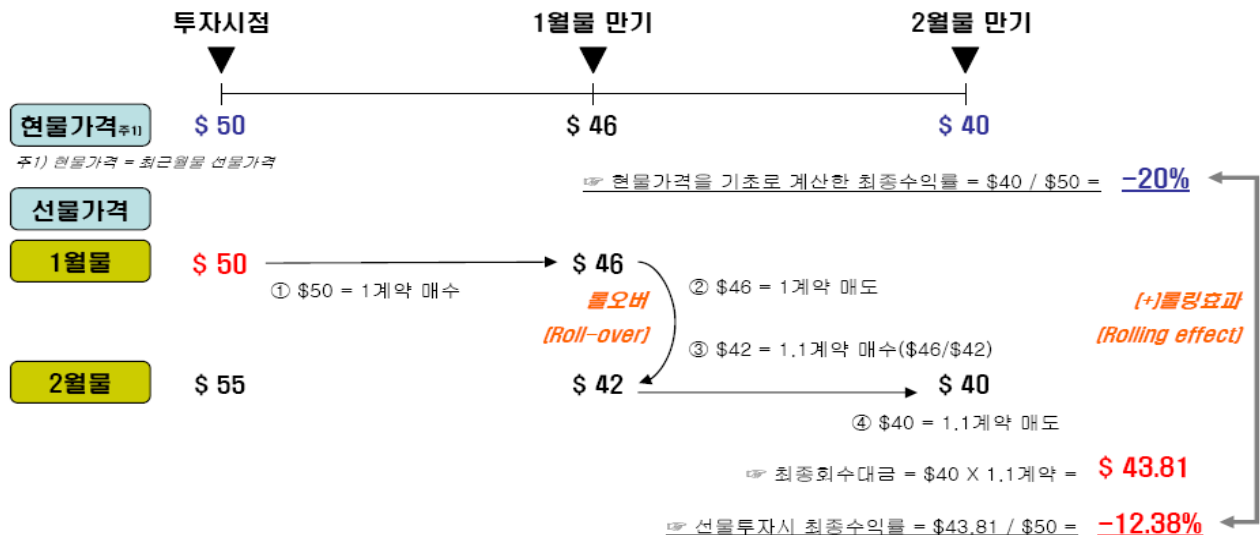 투자시점 1월물 만기 2월물 만기
현물가격주1) $ 50 $ 46 $ 40
주1) 현물가격 = 최근월물 선물가격
☞ 현물가격을 기초로 계산한 최종수익률 = $40 / $50 = -20%
선물가격
1월물 $ 50 $ 46
① $50 = 1계약 매수
② $46 = 1계약 매도
롤오버
(Roll-over)
(+)롤링효과
(Rolling effect)
③ $42 = 1.1계약 매수($46/$42)
2월물 $ 55 $ 42 $ 40
④ $40 = 1.1계약 매도
☞ 최종회수대금 = $40 X 1.1계약 = $ 43.81
☞ 선물투자시 최종수익률 = $43.81 / $50 = -12.38%